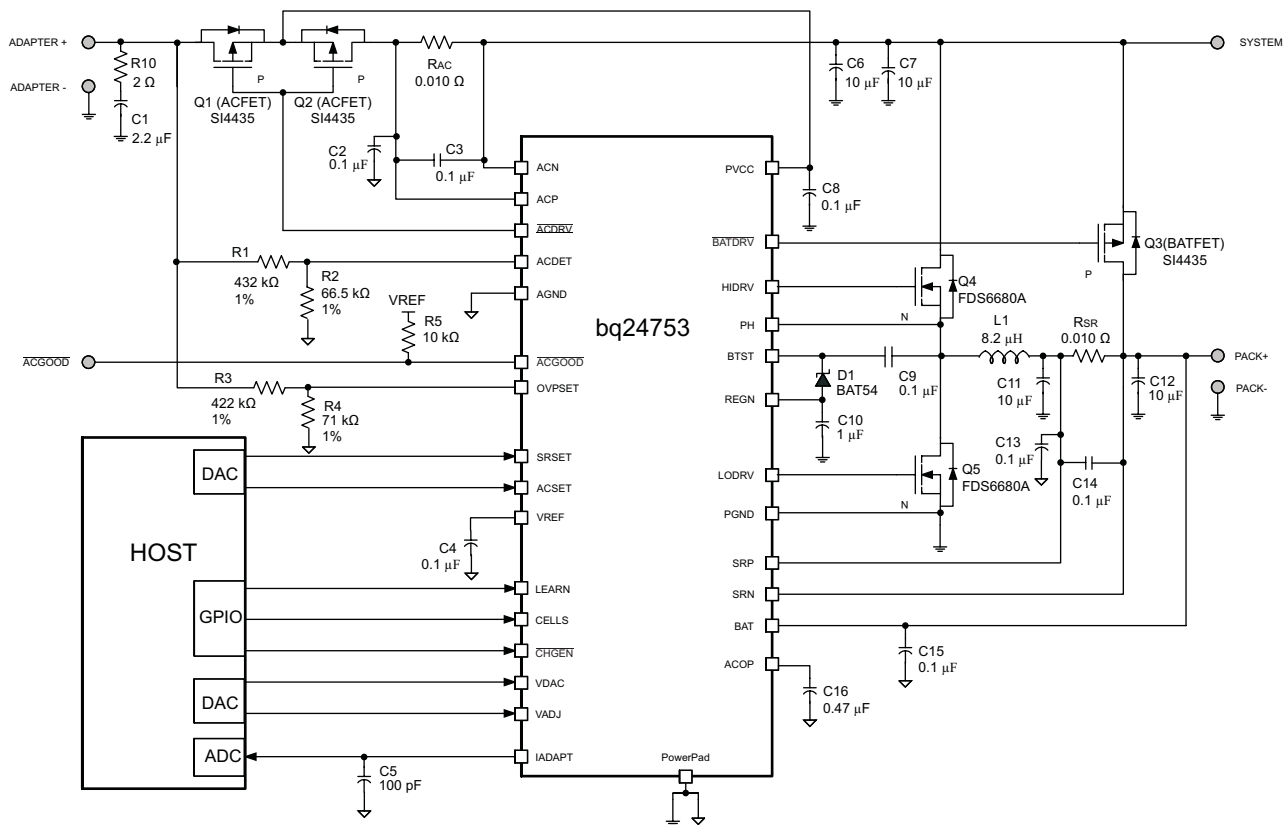 ADAPTER +
R10
2 Ω
ADAPTER -
C1
2.2 µF
P
Q1 (ACFET)
SI4435
P
Q2 (ACFET)
SI4435
RAC
0.010 Ω
C6
10 µF
C7
10 µF
SYSTEM
C2
0.1 µF
C3
0.1 µF
ACN
ACP
ACDRV
ACDET
AGND
ACGOOD
OVPSET
SRSET
ACSET
VREF
LEARN
CELLS
CHGEN
VDAC
VADJ
IADAPT
bq24753
PowerPad
PVCC
BATDRV
HIDRV
PH
BTST
REGN
LODRV
PGND
SRP
SRN
BAT
ACOP
C8
0.1 µF
Q3(BATFET)
SI4435
P
Q4
FDS6680A
N
L1
8.2 µH
RSR
0.010 Ω
PACK+
PACK-
D1
BAT54
C9
0.1 µF
C10
1 µF
C11
10 µF
C12
10 µF
C13
0.1 µF
C14
0.1 µF
Q5
FDS6680A
N
C15
0.1 µF
C16
0.47 µF
R1
432 kΩ
1%
R2
66.5 kΩ
1%
VREF
R5
10 kΩ
ACGOOD
R3
422 kΩ
1%
R4
71 kΩ
1%
HOST
DAC
GPIO
DAC
ADC
C4
0.1 µF
C5
100 pF